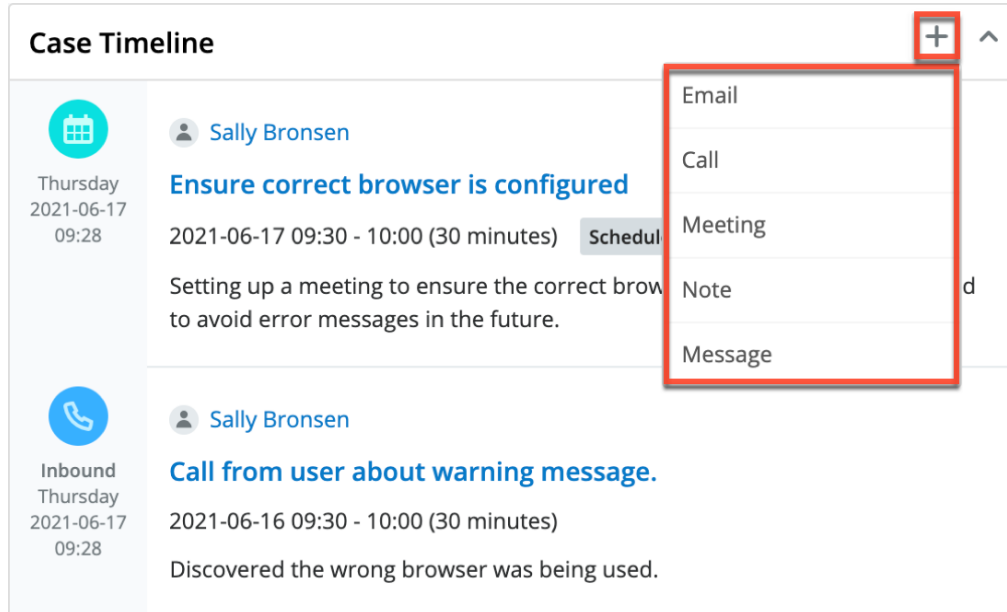 Case Timeline
Email
Call
Meeting
Note
Message
Thursday
2021-06-17
09:28
Sally Bronsen
Ensure correct browser is configured
2021-06-17 09:30 - 10:00 (30 minutes)
Setting up a meeting to ensure the correct
to avoid error messages in the future.
Inbound
Thursday
2021-06-17
09:28
Sally Bronsen
Call from user about warning message.
2021-06-16 09:30 - 10:00 (30 minutes)
Discovered the wrong browser was being used.